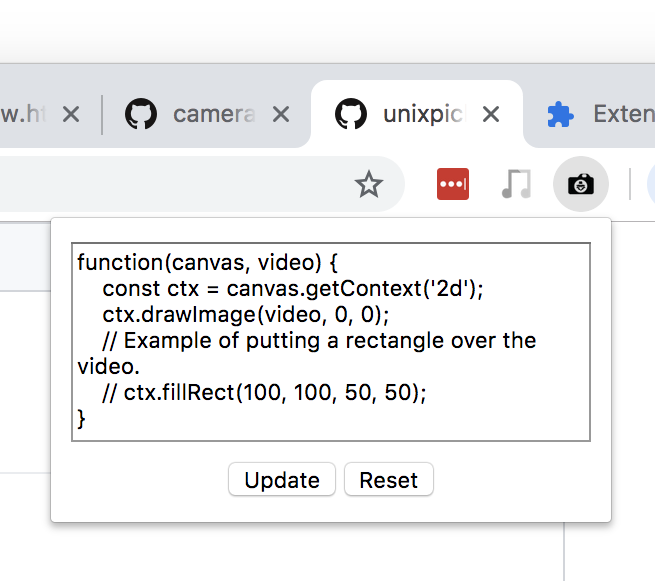 w.ht
camera
unixpic
Exten
function(canvas, video) {
const ctx = canvas.getContext('2d');
ctx.drawImage(video, 0, 0);
// Example of putting a rectangle over the
video.
// ctx.fillRect(100, 100, 50, 50);
}
Update
Reset